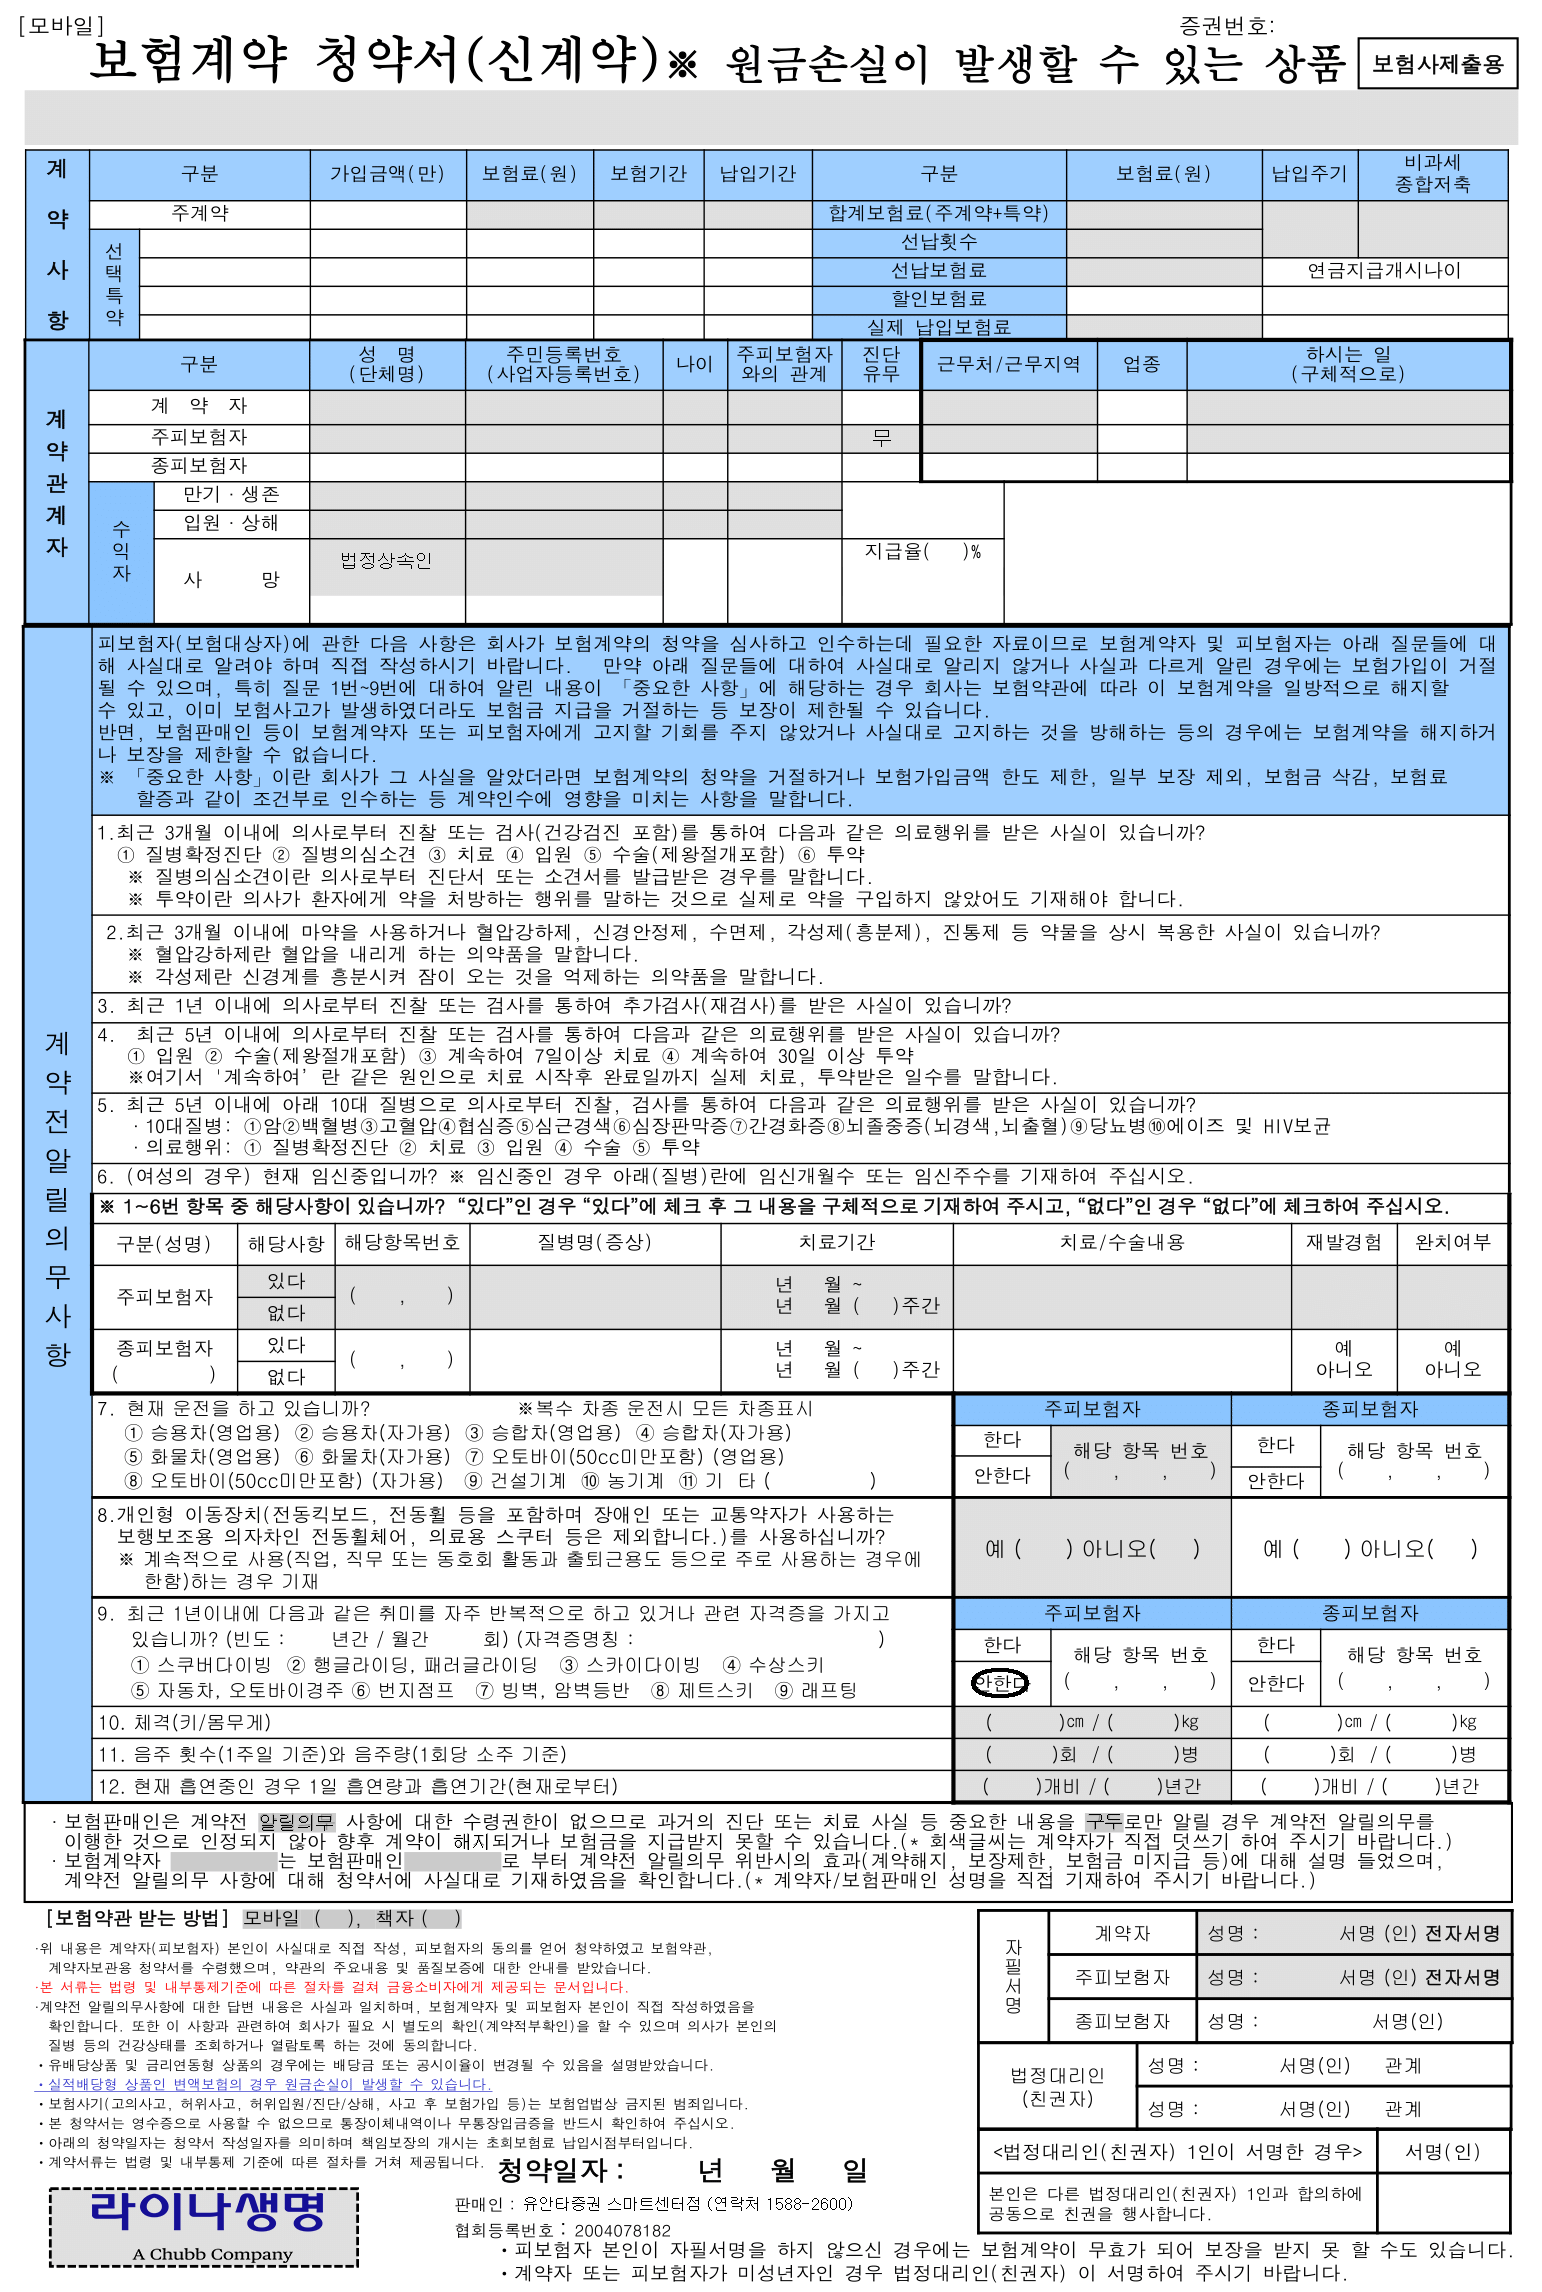 [모바일]
증권번호:
보험계약 청약서(신계약)※ 원금손실이 발생할 수 있는 상품
보험사제출용
계약사항
구분 가입금액(만) 보험료(원) 보험기간 납입기간 구분 보험료(원) 납입주기 비과세 종합저축
주계약 합계보험료(주계약+특약)
선택특약
선납횟수
선납보험료 연금지급개시나이
할인보험료
실제 납입보험료
계약관계자
구분 성 명 (단체명) 주민등록번호 (사업자등록번호) 나이 주피보험자와의 관계 진단유무 근무처/근무지역 업종 하시는 일 (구체적으로)
계 약 자
주피보험자 무
종피보험자
수익자
만기 · 생존
입원 · 상해
사 망 법정상속인 지급율( )%
계약전알릴의무사항
피보험자(보험대상자)에 관한 다음 사항은 회사가 보험계약의 청약을 심사하고 인수하는데 필요한 자료이므로 보험계약자 및 피보험자는 아래 질문들에 대
해 사실대로 알려야 하며 직접 작성하시기 바랍니다. 만약 아래 질문들에 대하여 사실대로 알리지 않거나 사실과 다르게 알린 경우에는 보험가입이 거절
될 수 있으며, 특히 질문 1번~9번에 대하여 알린 내용이 「중요한 사항」에 해당하는 경우 회사는 보험약관에 따라 이 보험계약을 일방적으로 해지할
수 있고, 이미 보험사고가 발생하였더라도 보험금 지급을 거절하는 등 보장이 제한될 수 있습니다.
반면, 보험판매인 등이 보험계약자 또는 피보험자에게 고지할 기회를 주지 않았거나 사실대로 고지하는 것을 방해하는 등의 경우에는 보험계약을 해지하거
나 보장을 제한할 수 없습니다.
※ 「중요한 사항」이란 회사가 그 사실을 알았더라면 보험계약의 청약을 거절하거나 보험가입금액 한도 제한, 일부 보장 제외, 보험금 삭감, 보험료
할증과 같이 조건부로 인수하는 등 계약인수에 영향을 미치는 사항을 말합니다.
1.최근 3개월 이내에 의사로부터 진찰 또는 검사(건강검진 포함)를 통하여 다음과 같은 의료행위를 받은 사실이 있습니까?
① 질병확정진단 ② 질병의심소견 ③ 치료 ④ 입원 ⑤ 수술(제왕절개포함) ⑥ 투약
※ 질병의심소견이란 의사로부터 진단서 또는 소견서를 발급받은 경우를 말합니다.
※ 투약이란 의사가 환자에게 약을 처방하는 행위를 말하는 것으로 실제로 약을 구입하지 않았어도 기재해야 합니다.
2.최근 3개월 이내에 마약을 사용하거나 혈압강하제, 신경안정제, 수면제, 각성제(흥분제), 진통제 등 약물을 상시 복용한 사실이 있습니까?
※ 혈압강하제란 혈압을 내리게 하는 의약품을 말합니다.
※ 각성제란 신경계를 흥분시켜 잠이 오는 것을 억제하는 의약품을 말합니다.
3. 최근 1년 이내에 의사로부터 진찰 또는 검사를 통하여 추가검사(재검사)를 받은 사실이 있습니까?
4. 최근 5년 이내에 의사로부터 진찰 또는 검사를 통하여 다음과 같은 의료행위를 받은 사실이 있습니까?
① 입원 ② 수술(제왕절개포함) ③ 계속하여 7일이상 치료 ④ 계속하여 30일 이상 투약
※여기서 '계속하여’ 란 같은 원인으로 치료 시작후 완료일까지 실제 치료, 투약받은 일수를 말합니다.
5. 최근 5년 이내에 아래 10대 질병으로 의사로부터 진찰, 검사를 통하여 다음과 같은 의료행위를 받은 사실이 있습니까?
· 10대질병: ①암②백혈병③고혈압④협심증⑤심근경색⑥심장판막증⑦간경화증⑧뇌졸중증(뇌경색,뇌출혈)⑨당뇨병⑩에이즈 및 HIV보균
· 의료행위: ① 질병확정진단 ② 치료 ③ 입원 ④ 수술 ⑤ 투약
6. (여성의 경우) 현재 임신중입니까? ※ 임신중인 경우 아래(질병)란에 임신개월수 또는 임신주수를 기재하여 주십시오.
※ 1~6번 항목 중 해당사항이 있습니까? “있다”인 경우 “있다”에 체크 후 그 내용을 구체적으로 기재하여 주시고, “없다”인 경우 “없다”에 체크하여 주십시오.
구분(성명) 해당사항 해당항목번호 질병명(증상) 치료기간 치료/수술내용 재발경험 완치여부
주피보험자 있다 없다 ( , ) 년 월 ~ 년 월 ( )주간
종피보험자 ( ) 있다 없다 ( , ) 년 월 ~ 년 월 ( )주간 예 아니오 예 아니오
7. 현재 운전을 하고 있습니까? ※복수 차종 운전시 모든 차종표시
① 승용차(영업용) ② 승용차(자가용) ③ 승합차(영업용) ④ 승합차(자가용)
⑤ 화물차(영업용) ⑥ 화물차(자가용) ⑦ 오토바이(50cc미만포함) (영업용)
⑧ 오토바이(50cc미만포함) (자가용) ⑨ 건설기계 ⑩ 농기계 ⑪ 기 타 ( )
주피보험자 종피보험자
한다 안한다 해당 항목 번호 ( , , ) 한다 안한다 해당 항목 번호 ( , , )
8.개인형 이동장치(전동킥보드, 전동휠 등을 포함하며 장애인 또는 교통약자가 사용하는
보행보조용 의자차인 전동휠체어, 의료용 스쿠터 등은 제외합니다.)를 사용하십니까?
※ 계속적으로 사용(직업, 직무 또는 동호회 활동과 출퇴근용도 등으로 주로 사용하는 경우에
한함)하는 경우 기재
예 ( ) 아니오( ) 예 ( ) 아니오( )
9. 최근 1년이내에 다음과 같은 취미를 자주 반복적으로 하고 있거나 관련 자격증을 가지고
있습니까? (빈도 : 년간 / 월간 회) (자격증명칭 : )
① 스쿠버다이빙 ② 행글라이딩, 패러글라이딩 ③ 스카이다이빙 ④ 수상스키
⑤ 자동차, 오토바이경주 ⑥ 번지점프 ⑦ 빙벽, 암벽등반 ⑧ 제트스키 ⑨ 래프팅
주피보험자 종피보험자
한다 안한다 해당 항목 번호 ( , , ) 한다 안한다 해당 항목 번호 ( , , )
10. 체격(키/몸무게) ( )㎝ / ( )㎏ ( )㎝ / ( )㎏
11. 음주 횟수(1주일 기준)와 음주량(1회당 소주 기준) ( )회 / ( )병 ( )회 / ( )병
12. 현재 흡연중인 경우 1일 흡연량과 흡연기간(현재로부터) ( )개비 / ( )년간 ( )개비 / ( )년간
· 보험판매인은 계약전 알릴의무 사항에 대한 수령권한이 없으므로 과거의 진단 또는 치료 사실 등 중요한 내용을 구두로만 알릴 경우 계약전 알릴의무를
이행한 것으로 인정되지 않아 향후 계약이 해지되거나 보험금을 지급받지 못할 수 있습니다.(* 회색글씨는 계약자가 직접 덧쓰기 하여 주시기 바랍니다.)
· 보험계약자 는 보험판매인 로 부터 계약전 알릴의무 위반시의 효과(계약해지, 보장제한, 보험금 미지급 등)에 대해 설명 들었으며,
계약전 알릴의무 사항에 대해 청약서에 사실대로 기재하였음을 확인합니다.(* 계약자/보험판매인 성명을 직접 기재하여 주시기 바랍니다.)
[보험약관 받는 방법] 모바일 ( ), 책자 ( )
·위 내용은 계약자(피보험자) 본인이 사실대로 직접 작성, 피보험자의 동의를 얻어 청약하였고 보험약관,
계약자보관용 청약서를 수령했으며, 약관의 주요내용 및 품질보증에 대한 안내를 받았습니다.
·본 서류는 법령 및 내부통제기준에 따른 절차를 걸쳐 금융소비자에게 제공되는 문서입니다.
·계약전 알릴의무사항에 대한 답변 내용은 사실과 일치하며, 보험계약자 및 피보험자 본인이 직접 작성하였음을
확인합니다. 또한 이 사항과 관련하여 회사가 필요 시 별도의 확인(계약적부확인)을 할 수 있으며 의사가 본인의
질병 등의 건강상태를 조회하거나 열람토록 하는 것에 동의합니다.
• 유배당상품 및 금리연동형 상품의 경우에는 배당금 또는 공시이율이 변경될 수 있음을 설명받았습니다.
• 실적배당형 상품인 변액보험의 경우 원금손실이 발생할 수 있습니다.
• 보험사기(고의사고, 허위사고, 허위입원/진단/상해, 사고 후 보험가입 등)는 보험업법상 금지된 범죄입니다.
• 본 청약서는 영수증으로 사용할 수 없으므로 통장이체내역이나 무통장입금증을 반드시 확인하여 주십시오.
• 아래의 청약일자는 청약서 작성일자를 의미하며 책임보장의 개시는 초회보험료 납입시점부터입니다.
• 계약서류는 법령 및 내부통제 기준에 따른 절차를 거쳐 제공됩니다.
자필서명
계약자 성명 : 서명 (인) 전자서명
주피보험자 성명 : 서명 (인) 전자서명
종피보험자 성명 : 서명(인)
법정대리인 (친권자)
성명 : 서명(인) 관계
성명 : 서명(인) 관계
<법정대리인(친권자) 1인이 서명한 경우> 서명(인)
본인은 다른 법정대리인(친권자) 1인과 합의하에
공동으로 친권을 행사합니다.
청약일자 : 년 월 일
라이나생명
A Chubb Company
판매인 : 유안타증권 스마트센터점 (연락처 1588-2600)
협회등록번호 : 2004078182
• 피보험자 본인이 자필서명을 하지 않으신 경우에는 보험계약이 무효가 되어 보장을 받지 못 할 수도 있습니다.
• 계약자 또는 피보험자가 미성년자인 경우 법정대리인(친권자) 이 서명하여 주시기 바랍니다.